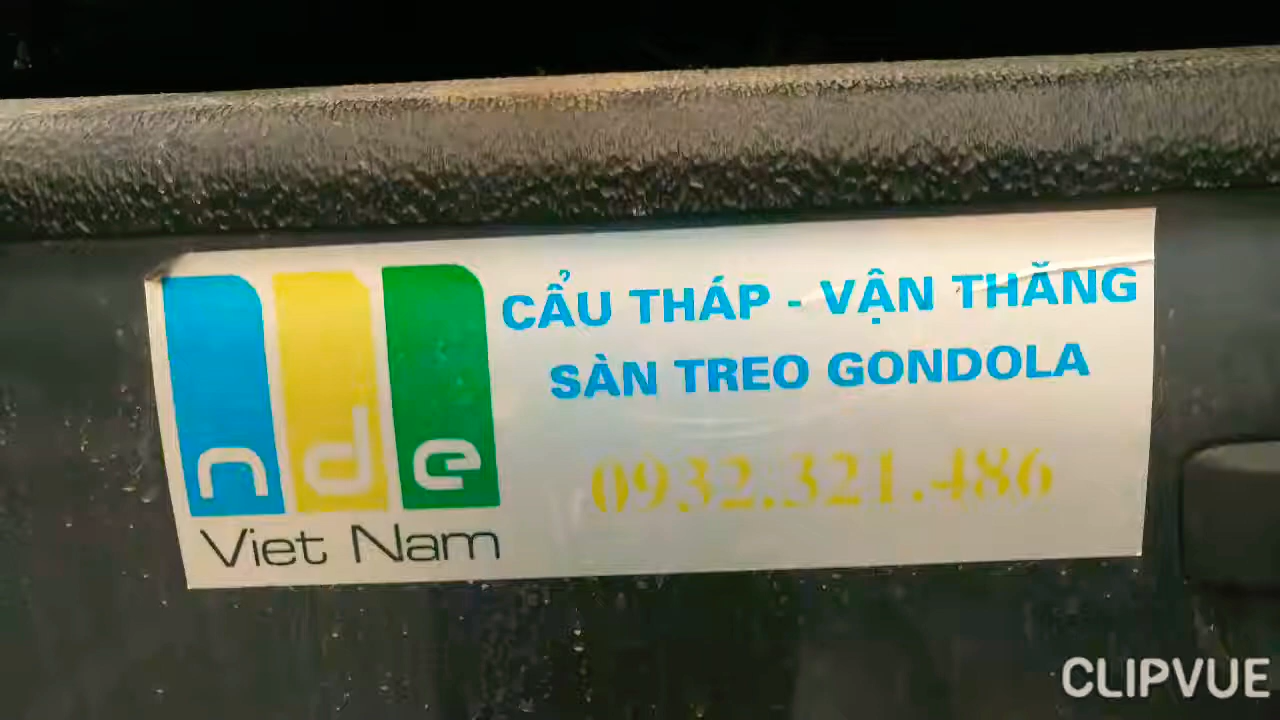 nde
Viet Nam
CẨU THÁP - VẬN THĂNG
SÀN TREO GONDOLA
0932.321.486
CLIPVUE